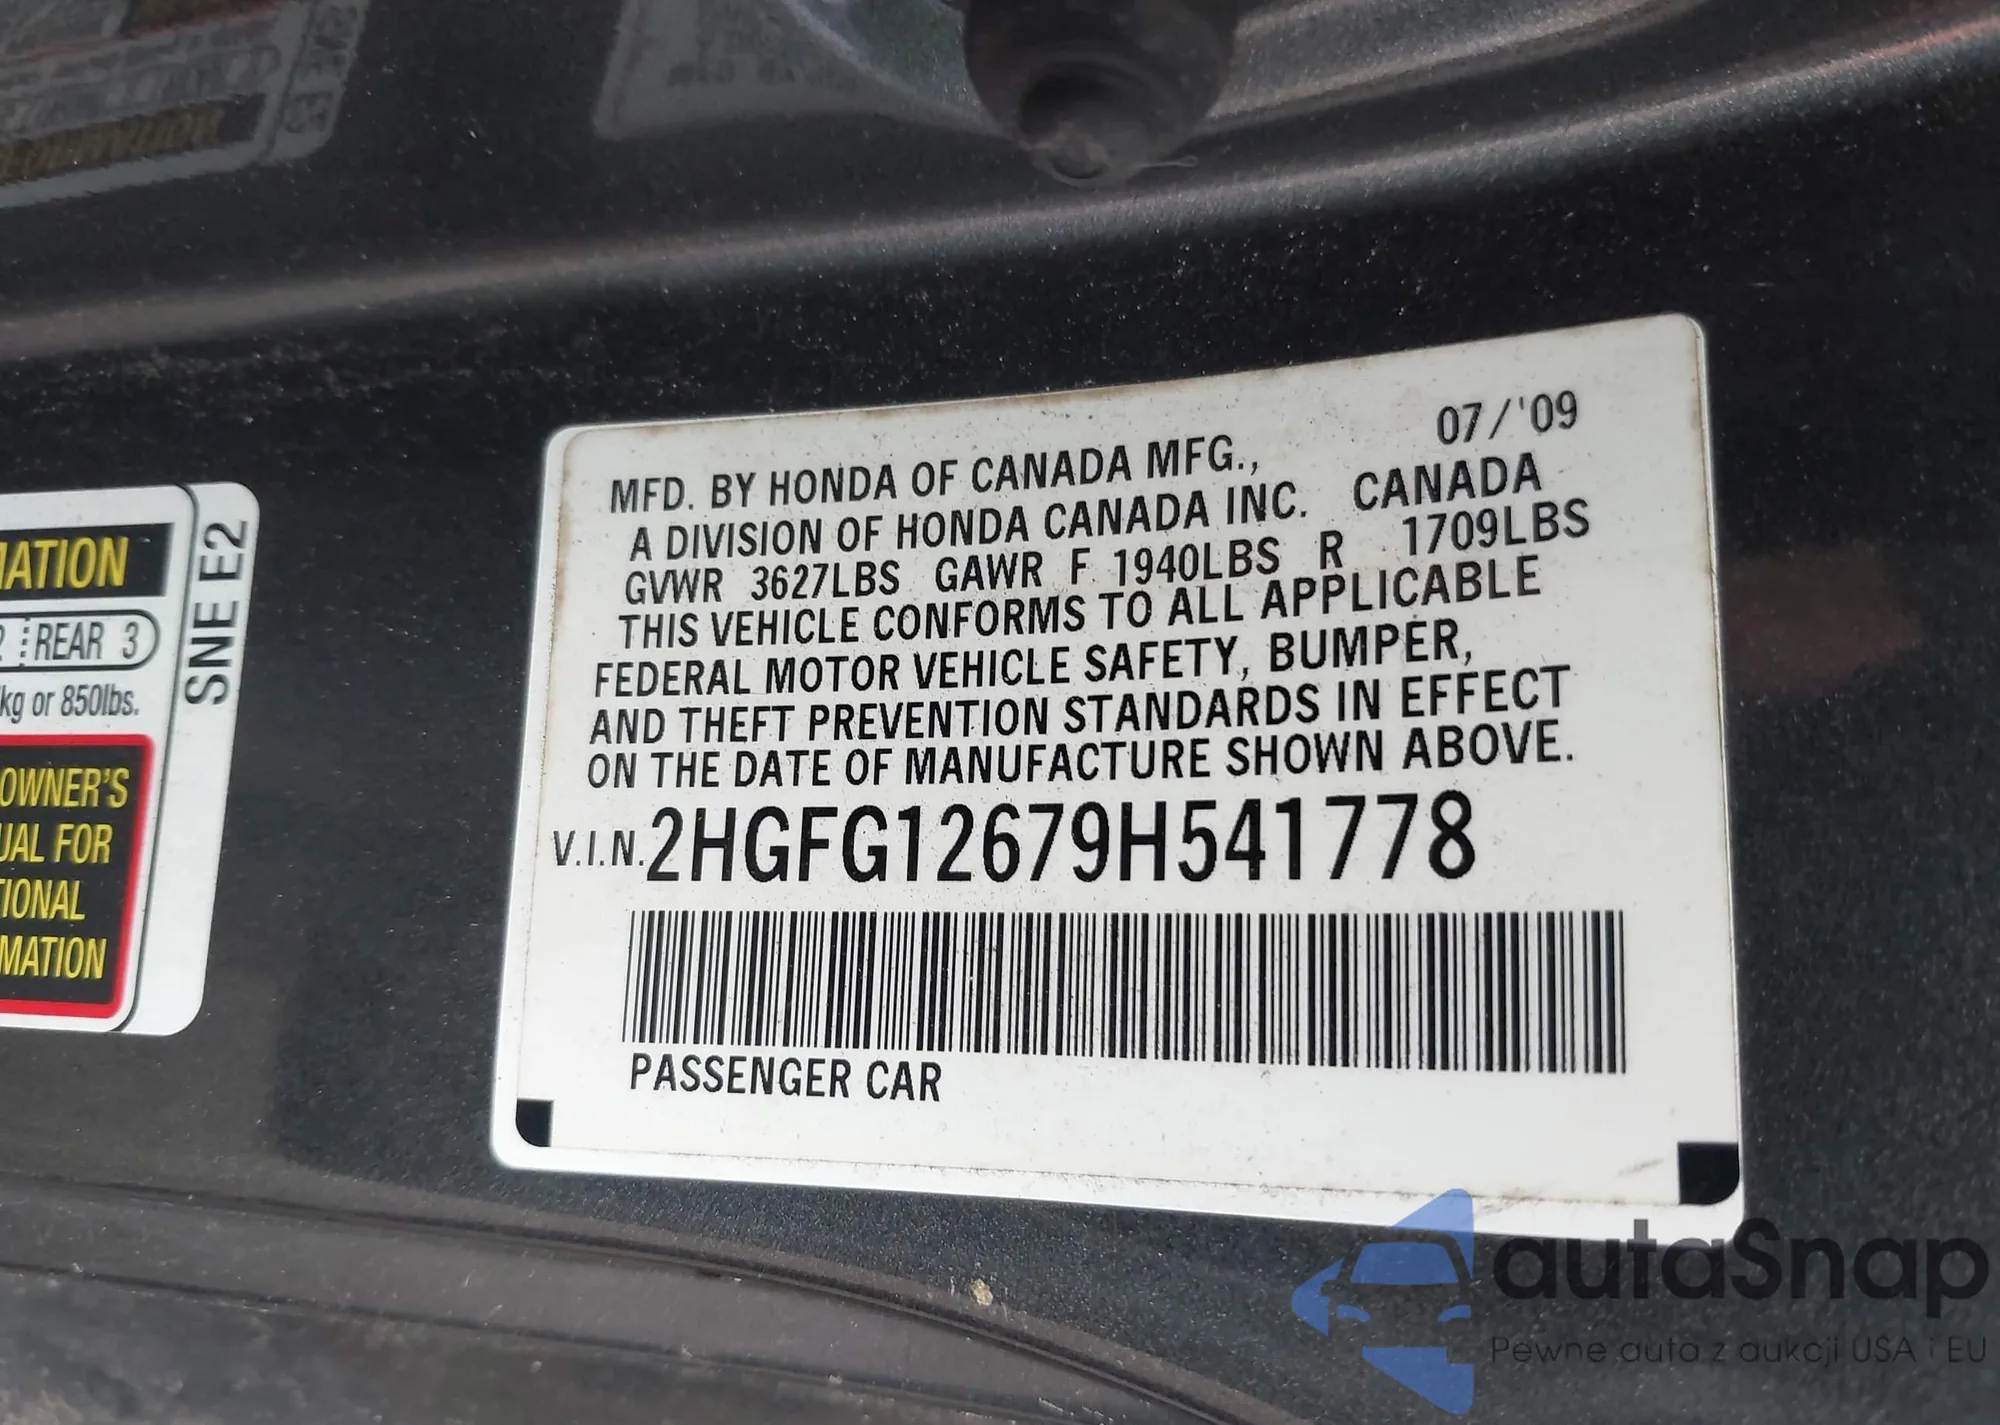 MATION
2 REAR 3
kg or 850lbs.
OWNER'S
UAL FOR
TIONAL
MATION
SNE E2
07/'09
MFD. BY HONDA OF CANADA MFG.,
A DIVISION OF HONDA CANADA INC. CANADA
GVWR 3627LBS GAWR F 1940LBS R 1709LBS
THIS VEHICLE CONFORMS TO ALL APPLICABLE
FEDERAL MOTOR VEHICLE SAFETY, BUMPER,
AND THEFT PREVENTION STANDARDS IN EFFECT
ON THE DATE OF MANUFACTURE SHOWN ABOVE.
V.I.N. 2HGFG12679H541778
PASSENGER CAR
autaSnap
Pewne auta z aukcji USA i EU